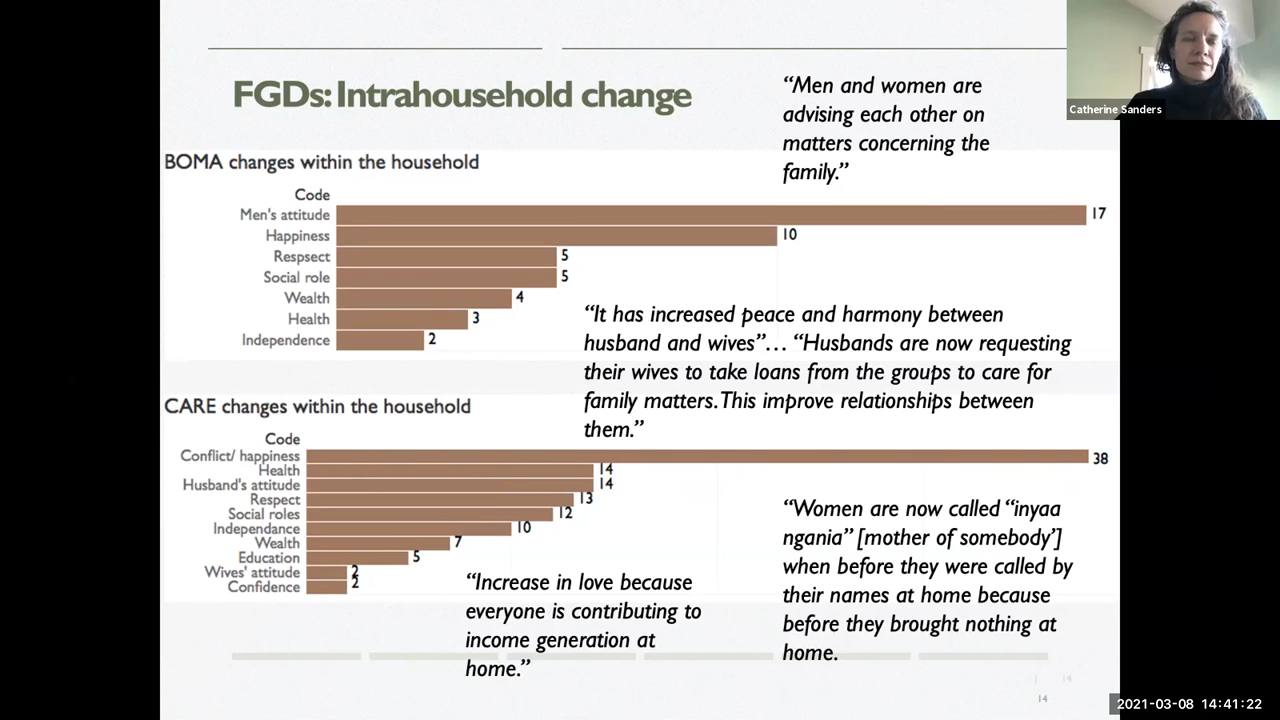 FGDs: Intrahousehold change
“Men and women are
advising each other on
matters concerning the
family.”
Catherine Sanders
BOMA changes within the household
Code
Men's attitude 17
Happiness 10
Respsect 5
Social role 5
Wealth 4
Health 3
Independence 2
“It has increased peace and harmony between
husband and wives”… “Husbands are now requesting
their wives to take loans from the groups to care for
family matters. This improve relationships between
them.”
CARE changes within the household
Code
Conflict/ happiness 38
Health 14
Husband's attitude 14
Respect 13
Social roles 12
Independance 10
Wealth 7
Education 5
Wives' attitude 2
Confidence 2
“Increase in love because
everyone is contributing to
income generation at
home.”
“Women are now called “inyaa
ngania” [mother of somebody’]
when before they were called by
their names at home because
before they brought nothing at
home.
14
14
2021-03-08 14:41:22